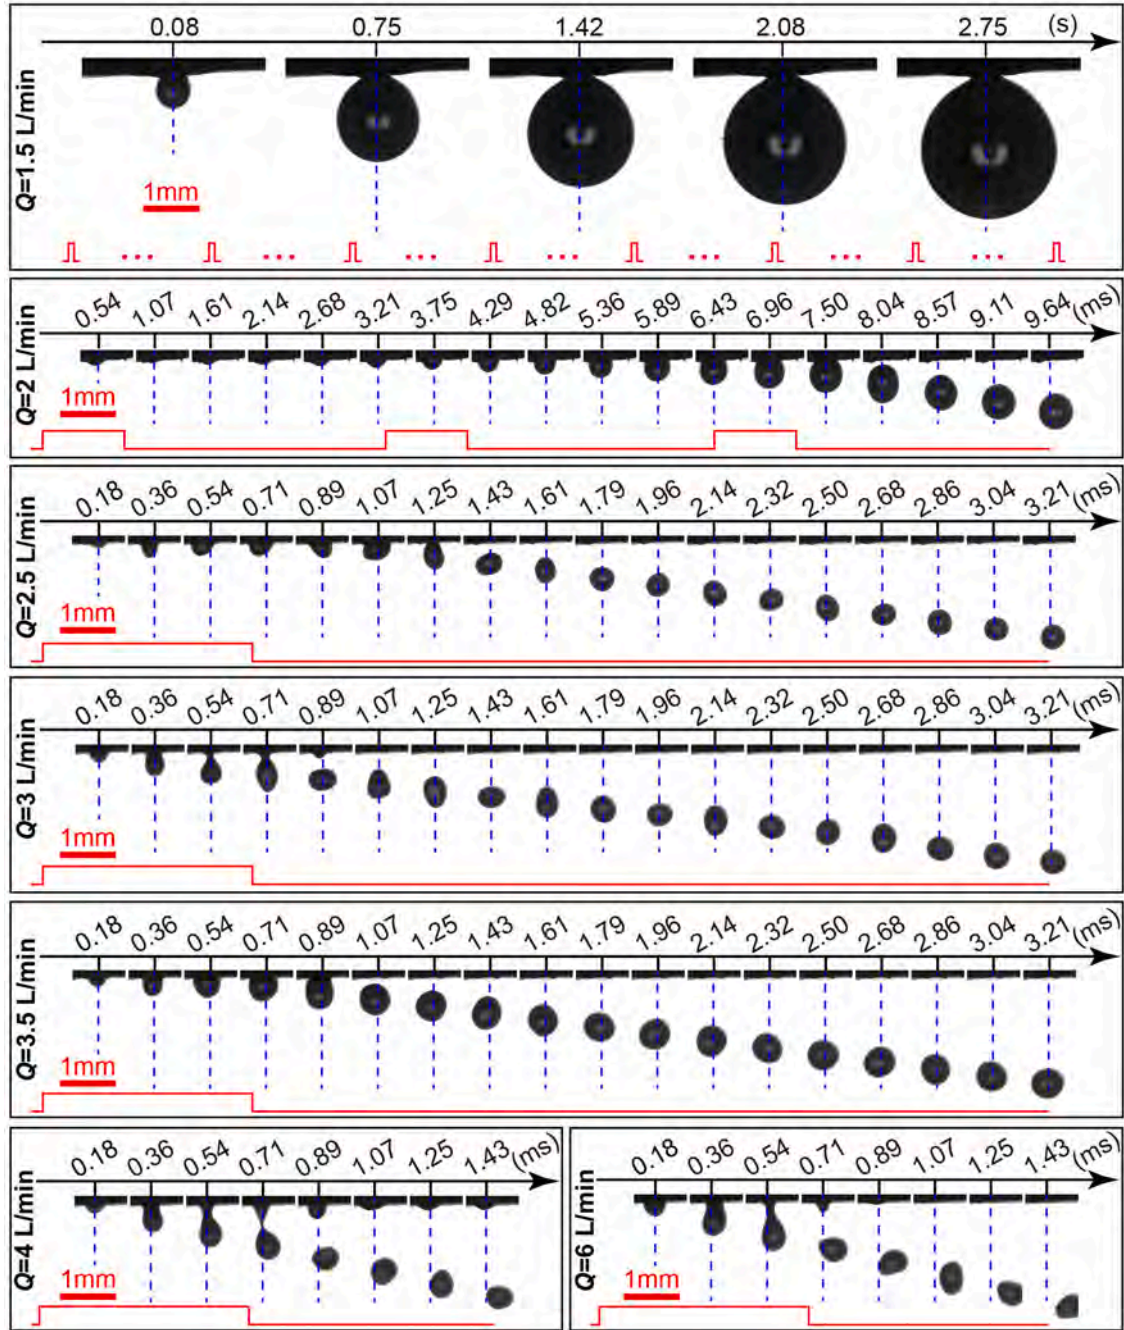 0.08 0.75 1.42 2.08 2.75 (s)
Q=1.5 L/min
1mm
0.54 1.07 1.61 2.14 2.68 3.21 3.75 4.29 4.82 5.36 5.89 6.43 6.96 7.50 8.04 8.57 9.11 9.64 (ms)
Q=2 L/min
1mm
0.18 0.36 0.54 0.71 0.89 1.07 1.25 1.43 1.61 1.79 1.96 2.14 2.32 2.50 2.68 2.86 3.04 3.21 (ms)
Q=2.5 L/min
1mm
0.18 0.36 0.54 0.71 0.89 1.07 1.25 1.43 1.61 1.79 1.96 2.14 2.32 2.50 2.68 2.86 3.04 3.21 (ms)
Q=3 L/min
1mm
0.18 0.36 0.54 0.71 0.89 1.07 1.25 1.43 1.61 1.79 1.96 2.14 2.32 2.50 2.68 2.86 3.04 3.21 (ms)
Q=3.5 L/min
1mm
0.18 0.36 0.54 0.71 0.89 1.07 1.25 1.43 (ms)
Q=4 L/min
1mm
0.18 0.36 0.54 0.71 0.89 1.07 1.25 1.43 (ms)
Q=6 L/min
1mm